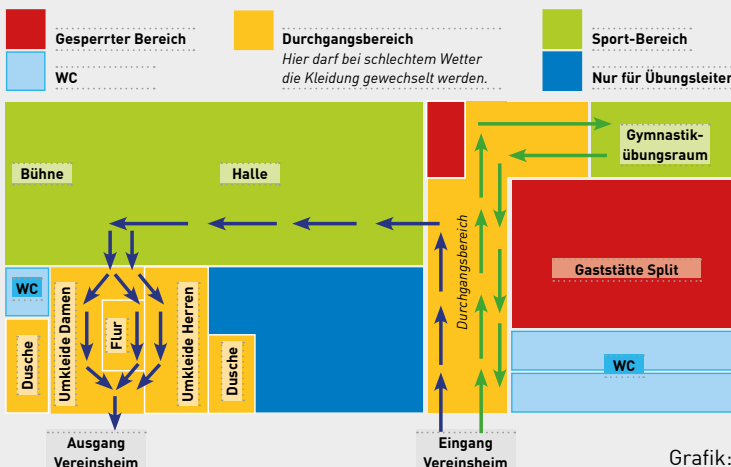 Gesperrter Bereich
WC
Durchgangsbereich
Hier darf bei schlechtem Wetter
die Kleidung gewechselt werden.
Sport-Bereich
Nur für Übungsleiter
Bühne
Halle
Gymnastik-
übungsraum
Durchgangsbereich
Gaststätte Split
WC
Dusche
Umkleide Damen
Flur
Umkleide Herren
Dusche
WC
Ausgang
Vereinsheim
Eingang
Vereinsheim
Grafik: